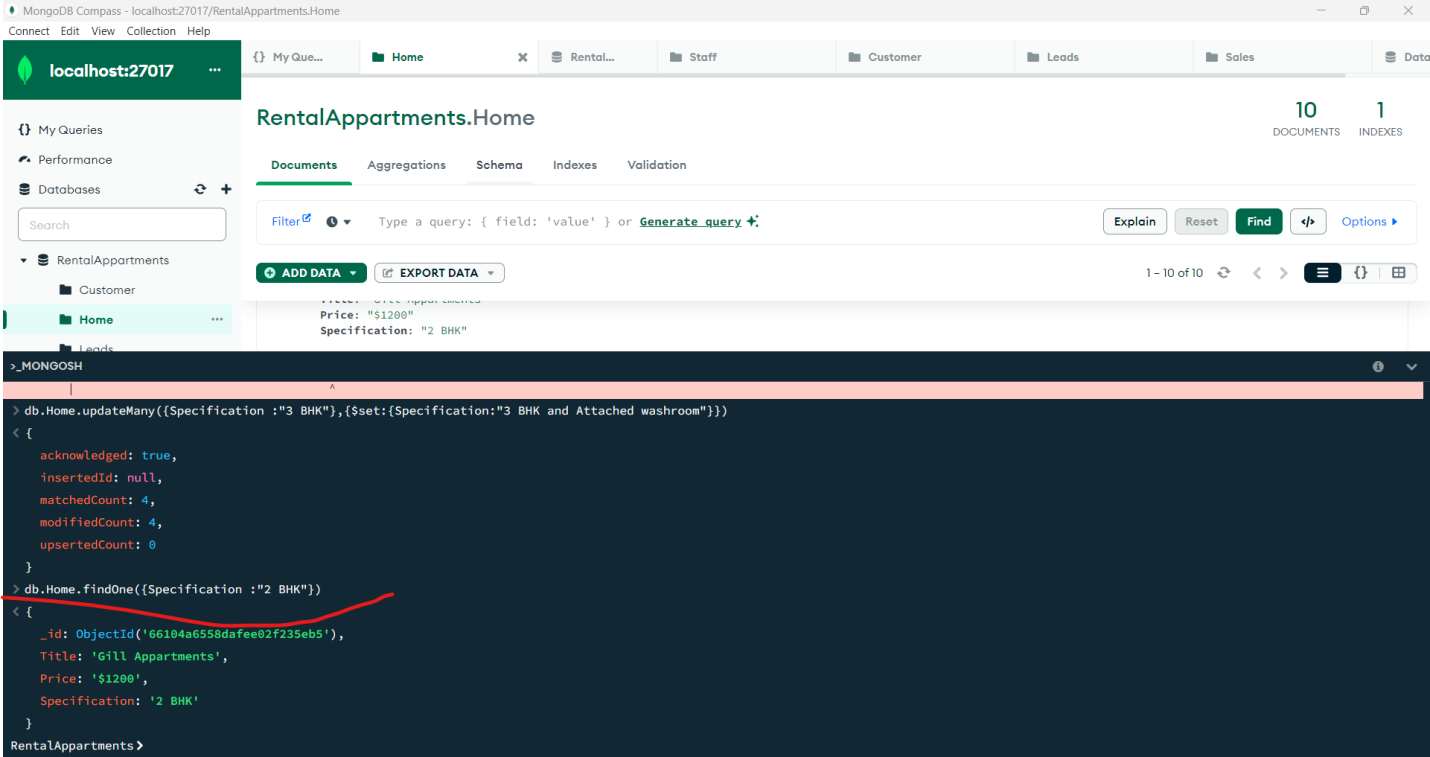 MongoDB Compass - localhost:27017/RentalAppartments.Home
Connect Edit View Collection Help
localhost:27017 ...
{} My Que... Home Rental... Staff Customer Leads Sales Data
RentalAppartments.Home
10 1
DOCUMENTS INDEXES
{} My Queries
Performance
Databases
Search
RentalAppartments
Customer
Home
Leads
Documents Aggregations Schema Indexes Validation
Filter Type a query: { field: 'value' } or Generate query Explain Reset Find </> Options
ADD DATA EXPORT DATA 1 – 10 of 10 {}
Title: "Gill Appartments"
Price: "$1200"
Specification: "2 BHK"
>_MONGOSH
^
> db.Home.updateMany({Specification :"3 BHK"},{$set:{Specification:"3 BHK and Attached washroom"}})
< {
acknowledged: true,
insertedId: null,
matchedCount: 4,
modifiedCount: 4,
upsertedCount: 0
}
> db.Home.findOne({Specification :"2 BHK"})
< {
_id: ObjectId('66104a6558dafee02f235eb5'),
Title: 'Gill Appartments',
Price: '$1200',
Specification: '2 BHK'
}
RentalAppartments>